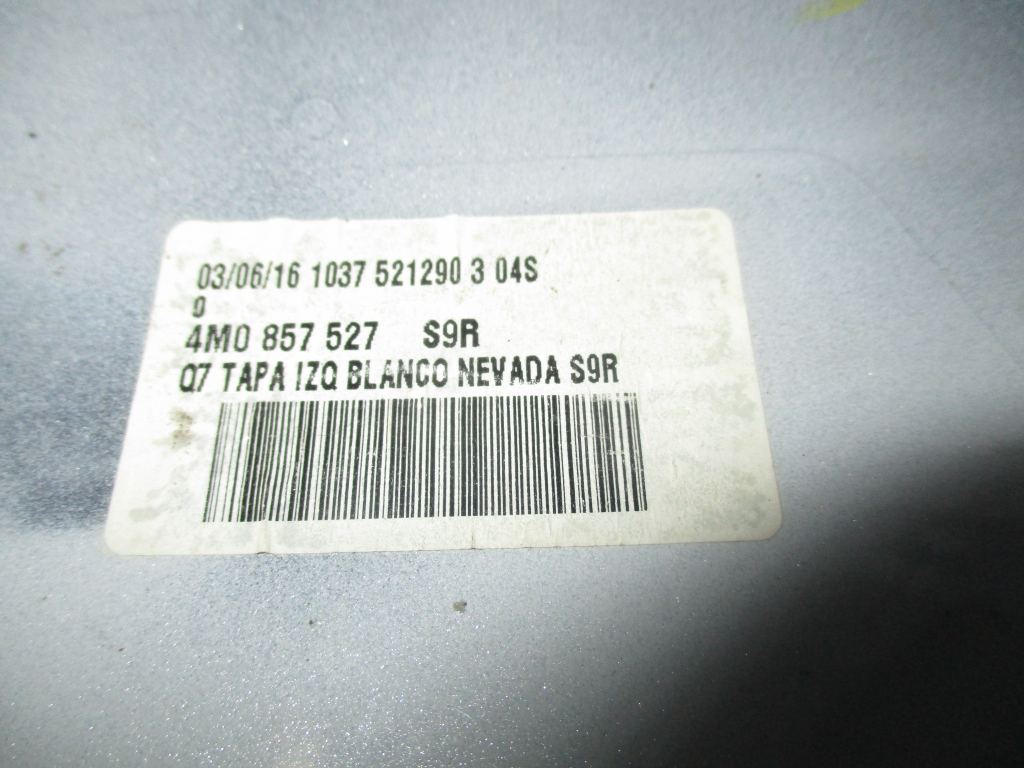 03/06/16 1037 521290 3 04S
0
4M0 857 527 S9R
Q7 TAPA IZQ BLANCO NEVADA S9R